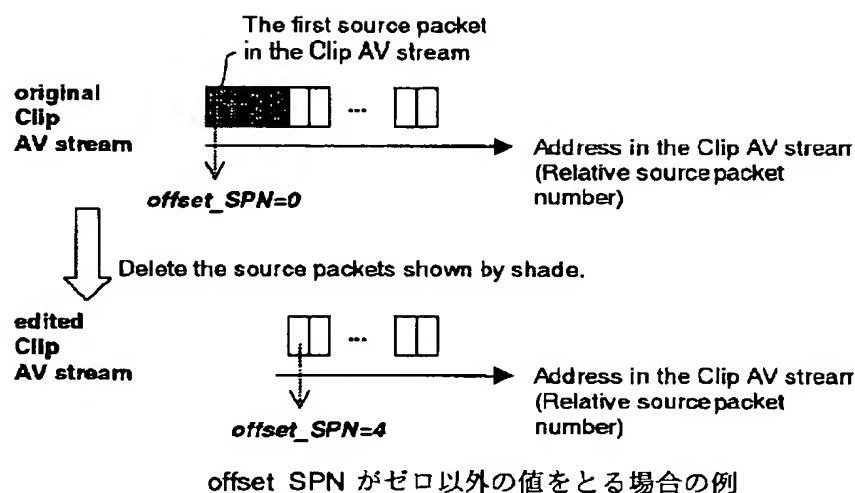 The first source packet
in the Clip AV stream
original
Clip
AV stream
...
Address in the Clip AV stream
(Relative source packet
number)
offset_SPN=0
Delete the source packets shown by shade.
edited
Clip
AV stream
...
Address in the Clip AV stream
(Relative source packet
number)
offset_SPN=4
offset SPN がゼロ以外の値をとる場合の例